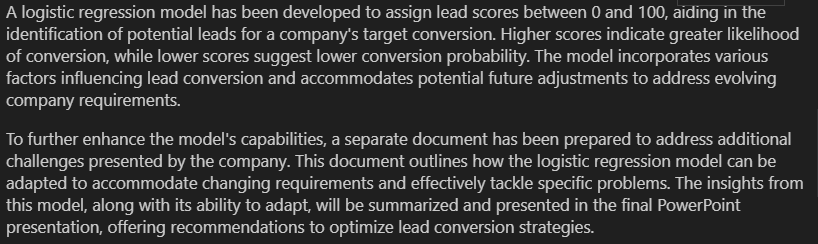 A logistic regression model has been developed to assign lead scores between 0 and 100, aiding in the
identification of potential leads for a company's target conversion. Higher scores indicate greater likelihood
of conversion, while lower scores suggest lower conversion probability. The model incorporates various
factors influencing lead conversion and accommodates potential future adjustments to address evolving
company requirements.
To further enhance the model's capabilities, a separate document has been prepared to address additional
challenges presented by the company. This document outlines how the logistic regression model can be
adapted to accommodate changing requirements and effectively tackle specific problems. The insights from
this model, along with its ability to adapt, will be summarized and presented in the final PowerPoint
presentation, offering recommendations to optimize lead conversion strategies.